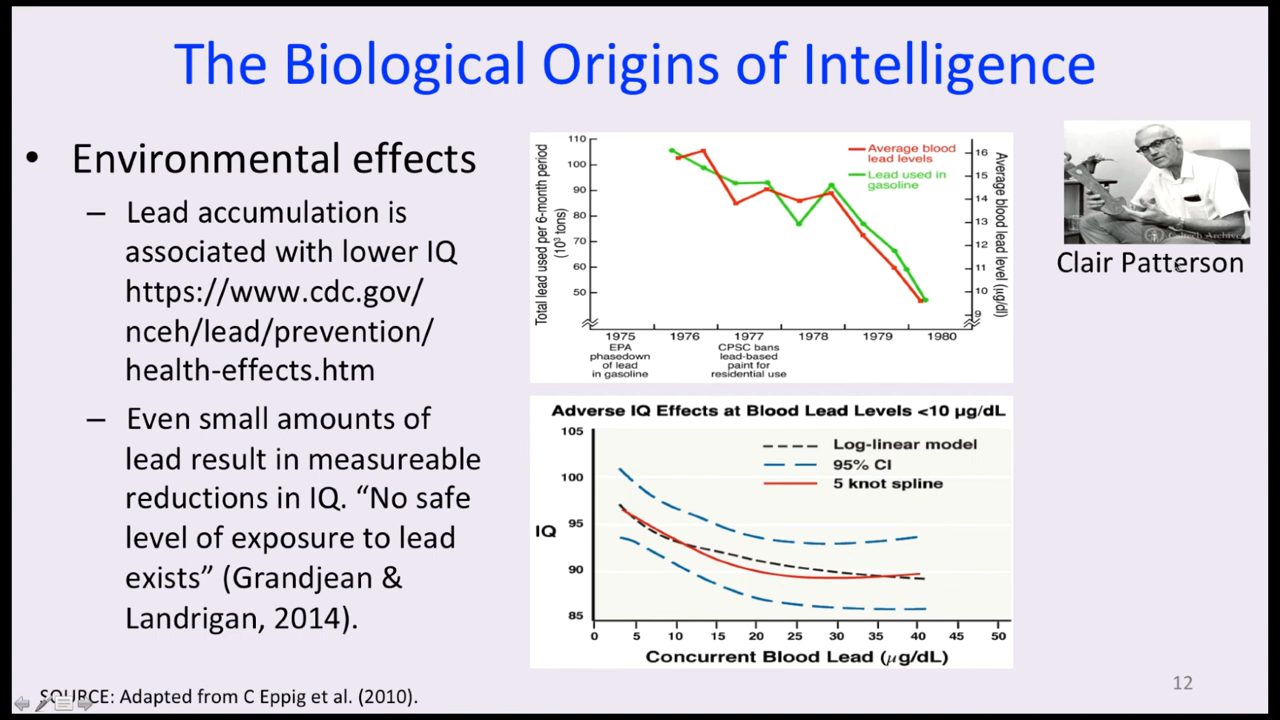 The Biological Origins of Intelligence
• Environmental effects
– Lead accumulation is
associated with lower IQ
https://www.cdc.gov/
nceh/lead/prevention/
health-effects.htm
– Even small amounts of
lead result in measureable
reductions in IQ. “No safe
level of exposure to lead
exists” (Grandjean &
Landrigan, 2014).
SOURCE: Adapted from C Eppig et al. (2010).
Total lead used per 6-month period
(10³ tons)
110
100
90
80
70
60
50
Average blood
lead levels
Lead used in
gasoline
16
15
14
13
12
11
10
9
Average blood lead level (µg/dl)
1975 1976 1977 1978 1979 1980
EPA
phasedown
of lead
in gasoline
CPSC bans
lead-based
paint for
residential use
Adverse IQ Effects at Blood Lead Levels <10 µg/dL
105
100
95
90
85
IQ
Log-linear model
95% CI
5 knot spline
0 5 10 15 20 25 30 35 40 45 50
Concurrent Blood Lead (µg/dL)
Caltech Archives
Clair Patterson
12